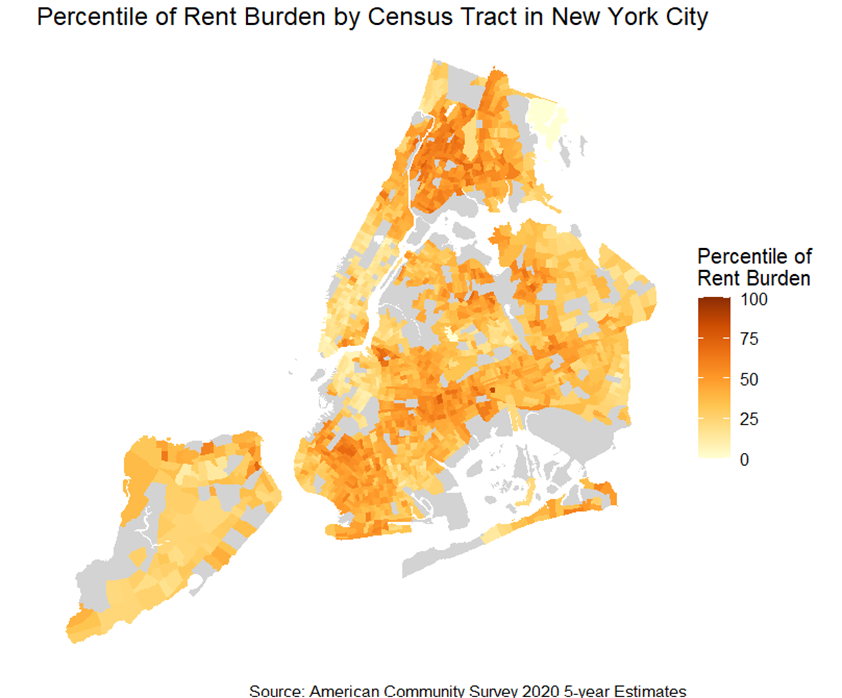 Percentile of Rent Burden by Census Tract in New York City
Percentile of
Rent Burden
100
75
50
25
0
Source: American Community Survey 2020 5-year Estimates